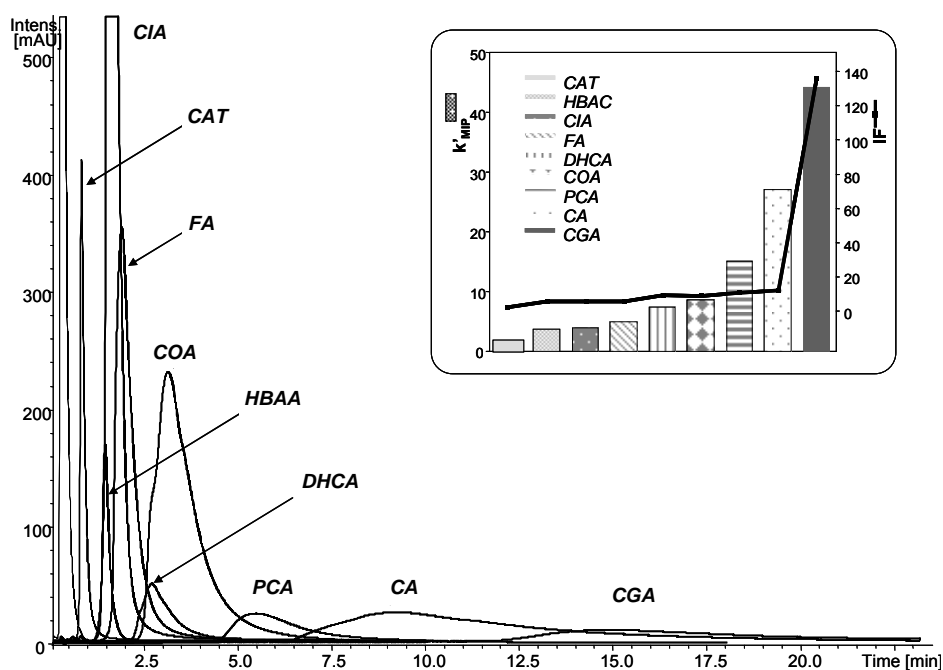 Intens.
[mAU]
500
400
300
200
100
0
2.5
5.0
7.5
10.0
12.5
15.0
17.5
20.0
Time [min]
CIA
CAT
FA
COA
HBAA
DHCA
PCA
CA
CGA
50
40
30
20
10
0
k'MIP
CAT
HBAC
CIA
FA
DHCA
COA
PCA
CA
CGA
140
120
100
80
60
40
20
0
IF